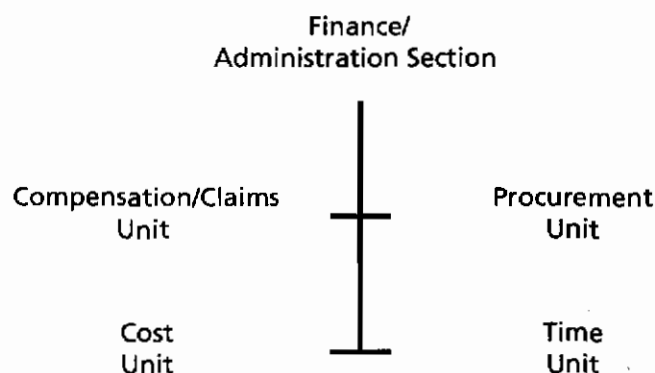 Finance/
Administration Section
Compensation/Claims
Unit
Procurement
Unit
Cost
Unit
Time
Unit